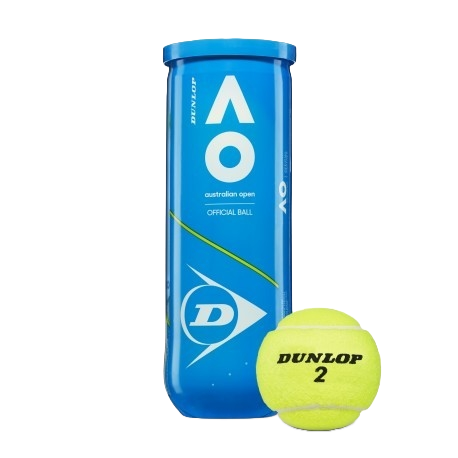 DUNLOP
AO
australian open
OFFICIAL BALL
AO
D
DUNLOP
2